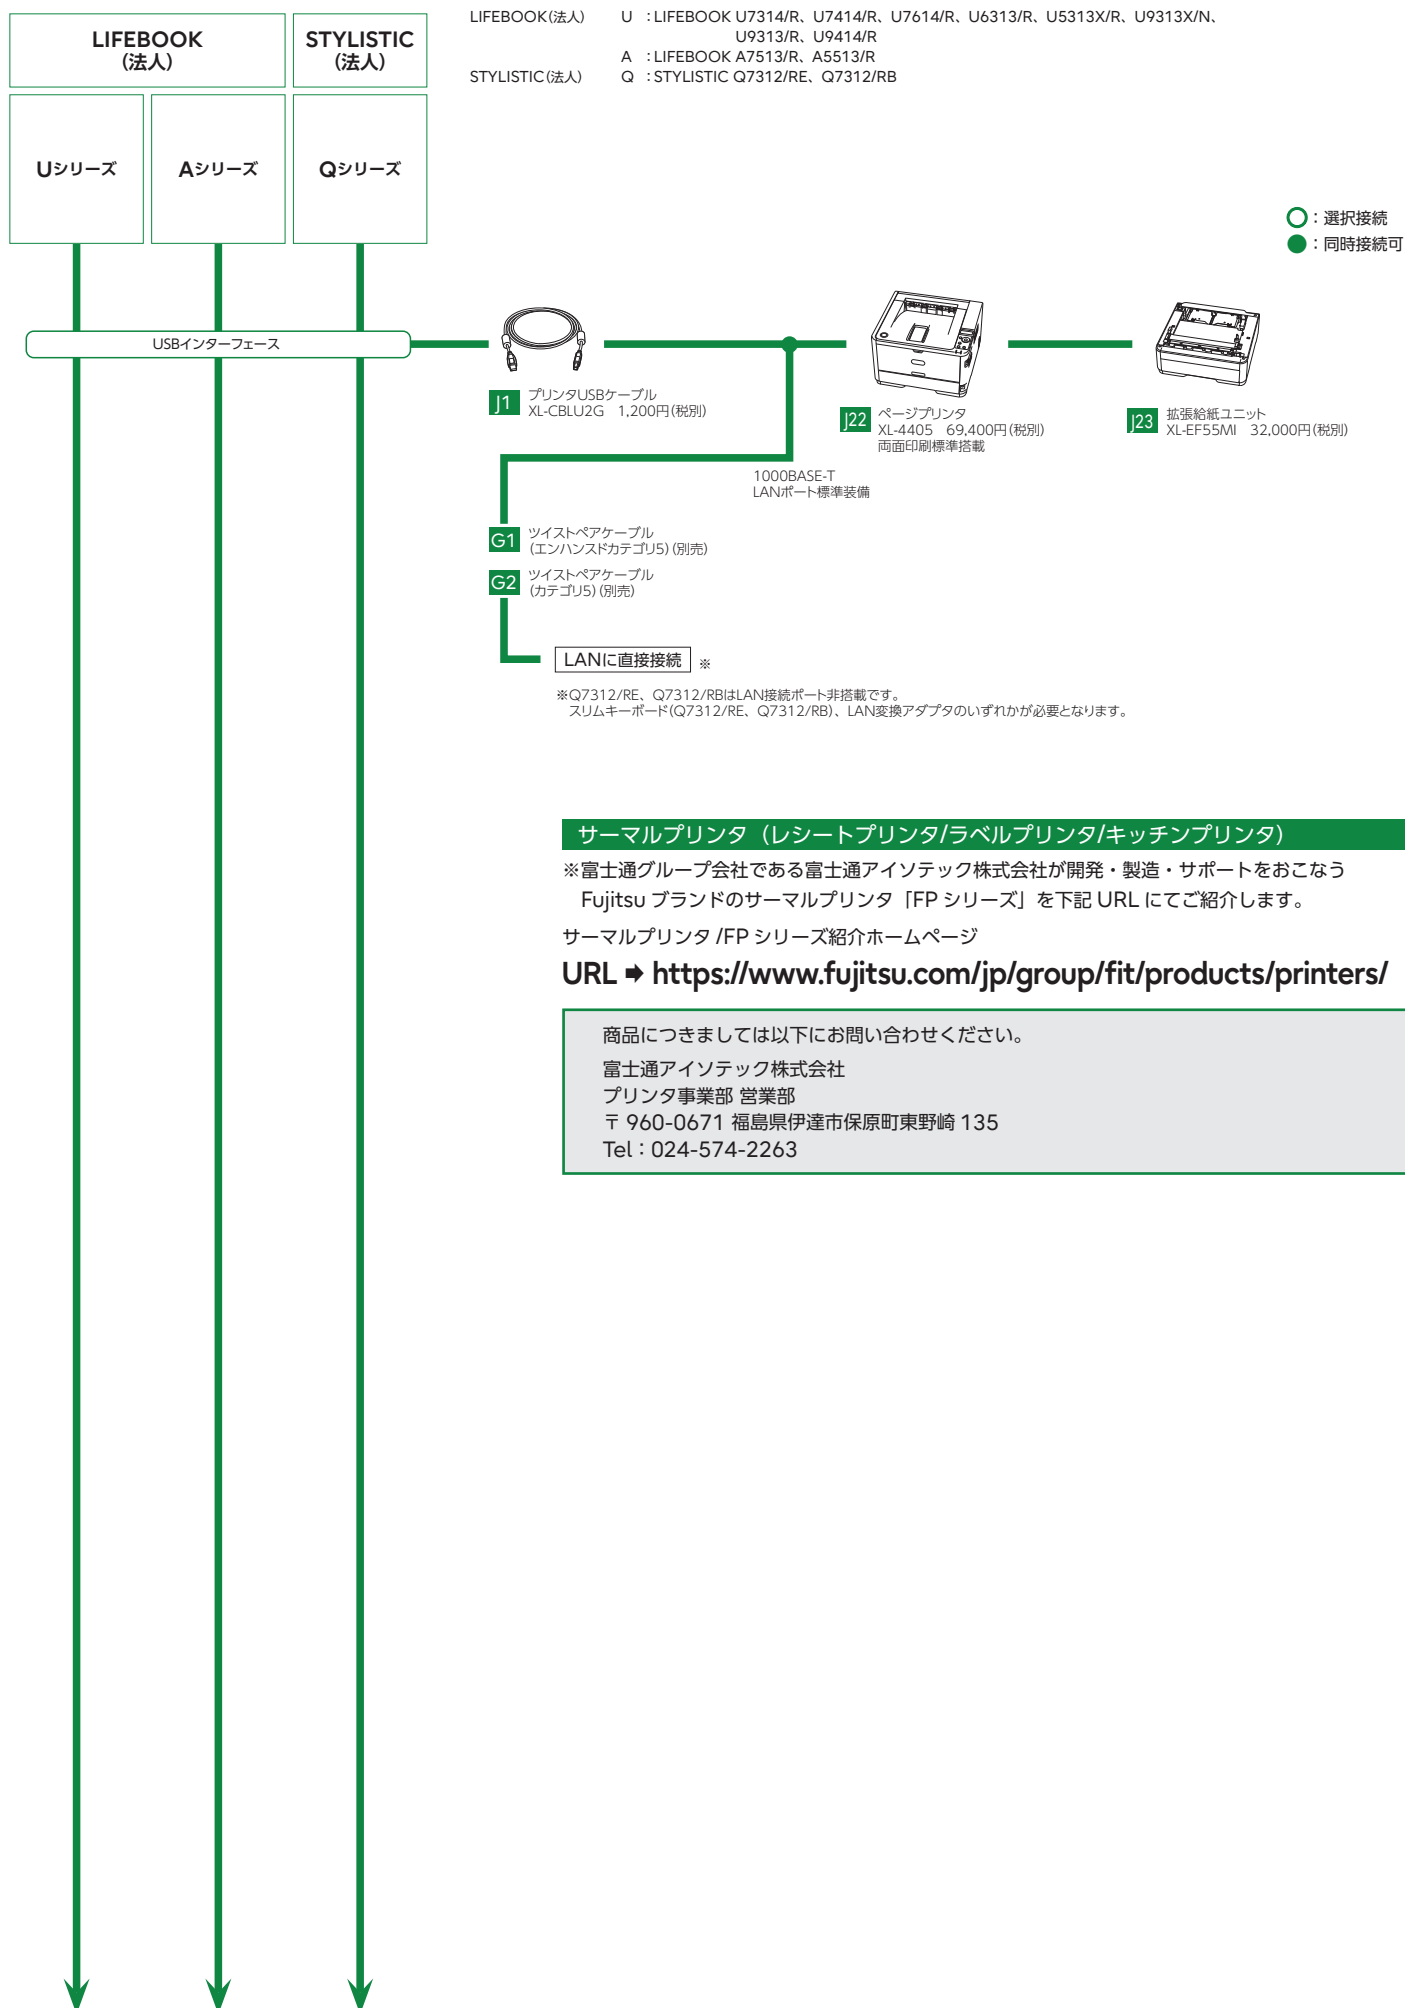 LIFEBOOK
(法人)
STYLISTIC
(法人)
LIFEBOOK(法人) U :LIFEBOOK U7314/R、U7414/R、U7614/R、U6313/R、U5313X/R、U9313X/N、
U9313/R、U9414/R
A :LIFEBOOK A7513/R、A5513/R
STYLISTIC(法人) Q :STYLISTIC Q7312/RE、Q7312/RB
Uシリーズ
Aシリーズ
Qシリーズ
○:選択接続
●:同時接続可
USBインターフェース
J1 プリンタUSBケーブル
XL-CBLU2G 1,200円(税別)
J22 ページプリンタ
XL-4405 69,400円(税別)
両面印刷標準搭載
J23 拡張給紙ユニット
XL-EF55MI 32,000円(税別)
1000BASE-T
LANポート標準装備
G1 ツイストペアケーブル
(エンハンスドカテゴリ5)(別売)
G2 ツイストペアケーブル
(カテゴリ5)(別売)
LANに直接接続 ※
※Q7312/RE、Q7312/RBはLAN接続ポート非搭載です。
スリムキーボード(Q7312/RE、Q7312/RB)、LAN変換アダプタのいずれかが必要となります。
サーマルプリンタ(レシートプリンタ/ラベルプリンタ/キッチンプリンタ)
※富士通グループ会社である富士通アイソテック株式会社が開発・製造・サポートをおこなう
Fujitsu ブランドのサーマルプリンタ「FP シリーズ」を下記 URL にてご紹介します。
サーマルプリンタ /FP シリーズ紹介ホームページ
URL ➡ https://www.fujitsu.com/jp/group/fit/products/printers/
商品につきましては以下にお問い合わせください。
富士通アイソテック株式会社
プリンタ事業部 営業部
〒 960-0671 福島県伊達市保原町東野崎 135
Tel:024-574-2263